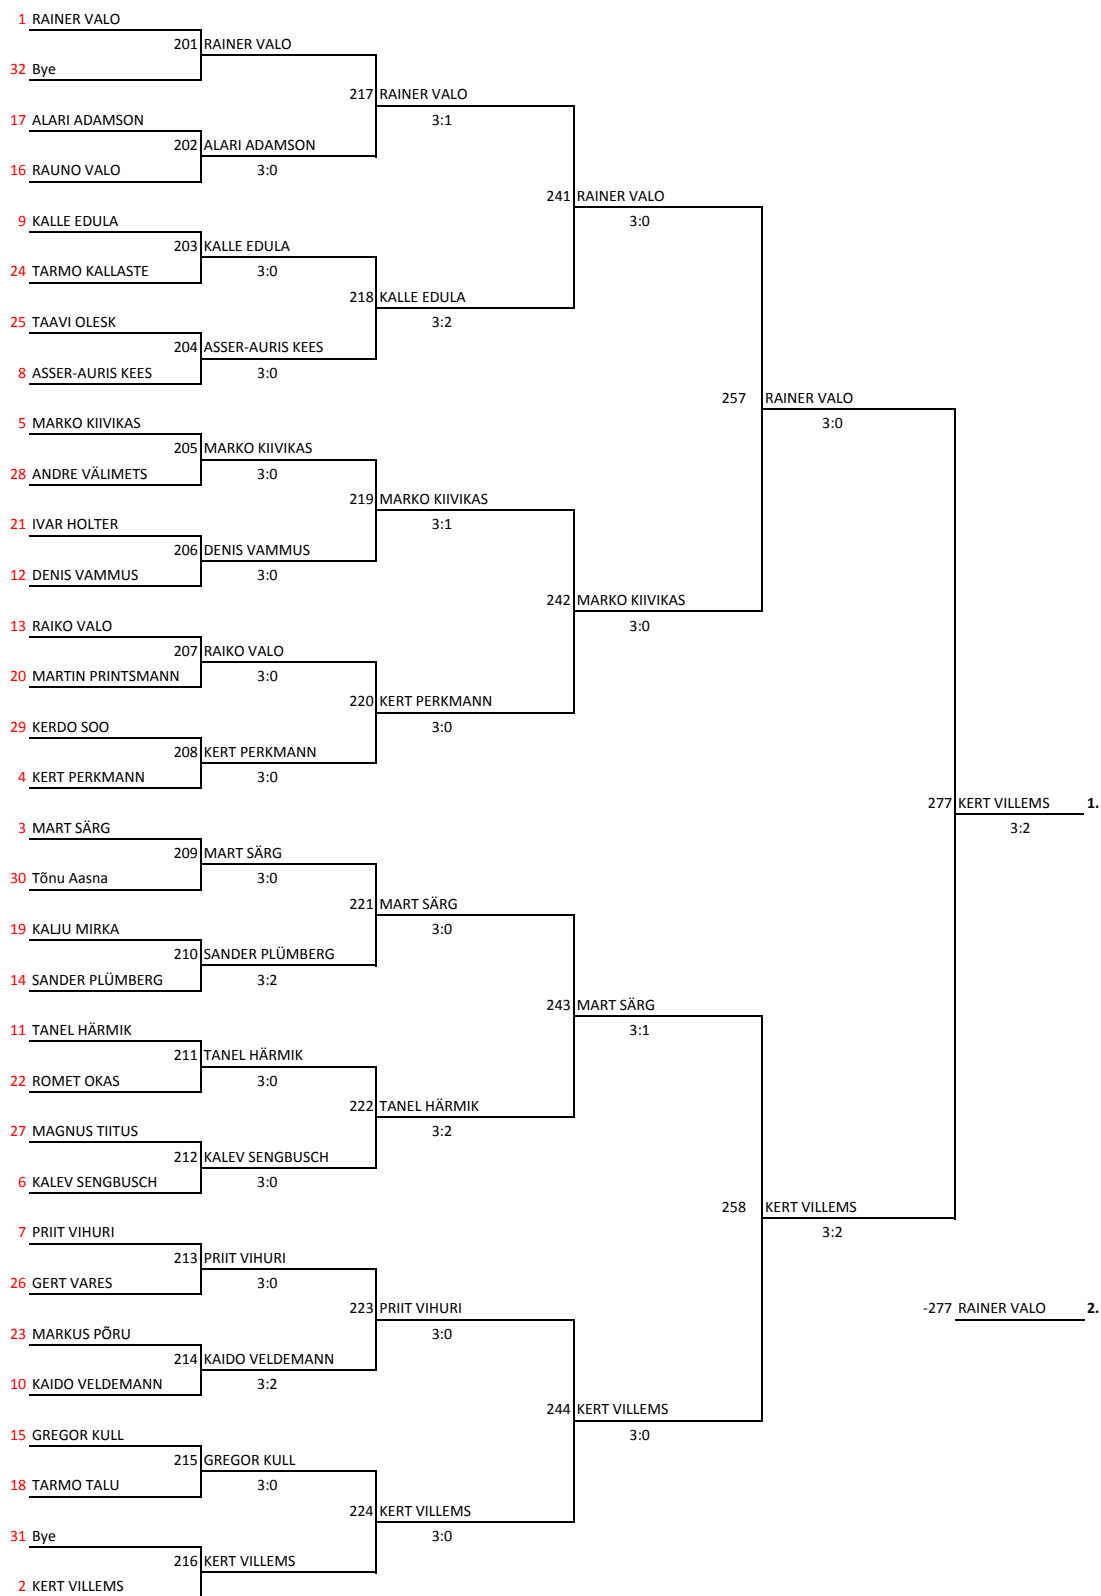 1 RAINER VALO
201 RAINER VALO
32 Bye
217 RAINER VALO
17 ALARI ADAMSON 3:1
202 ALARI ADAMSON
16 RAUNO VALO 3:0
241 RAINER VALO
9 KALLE EDULA 3:0
203 KALLE EDULA
24 TARMO KALLASTE 3:0
218 KALLE EDULA
25 TAAVI OLESK 3:2
204 ASSER-AURIS KEES
8 ASSER-AURIS KEES 3:0
257 RAINER VALO
5 MARKO KIIVIKAS 3:0
205 MARKO KIIVIKAS
28 ANDRE VÄLIMETS 3:0
219 MARKO KIIVIKAS
21 IVAR HOLTER 3:1
206 DENIS VAMMUS
12 DENIS VAMMUS 3:0
242 MARKO KIIVIKAS
13 RAIKO VALO 3:0
207 RAIKO VALO
20 MARTIN PRINTSMANN 3:0
220 KERT PERKMANN
29 KERDO SOO 3:0
208 KERT PERKMANN
4 KERT PERKMANN 3:0
277 KERT VILLEMS 1.
3 MART SÄRG 3:2
209 MART SÄRG
30 Tõnu Aasna 3:0
221 MART SÄRG
19 KALJU MIRKA 3:0
210 SANDER PLÜMBERG
14 SANDER PLÜMBERG 3:2
243 MART SÄRG
11 TANEL HÄRMIK 3:1
211 TANEL HÄRMIK
22 ROMET OKAS 3:0
222 TANEL HÄRMIK
27 MAGNUS TIITUS 3:2
212 KALEV SENGBUSCH
6 KALEV SENGBUSCH 3:0
258 KERT VILLEMS
7 PRIIT VIHURI 3:2
213 PRIIT VIHURI
26 GERT VARES 3:0
223 PRIIT VIHURI -277 RAINER VALO 2.
23 MARKUS PÕRU 3:0
214 KAIDO VELDEMANN
10 KAIDO VELDEMANN 3:2
244 KERT VILLEMS
15 GREGOR KULL 3:0
215 GREGOR KULL
18 TARMO TALU 3:0
224 KERT VILLEMS
31 Bye 3:0
216 KERT VILLEMS
2 KERT VILLEMS